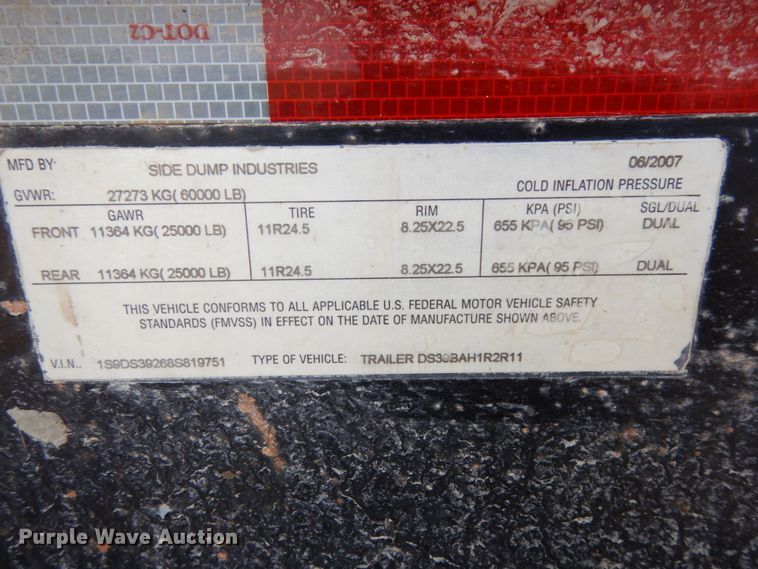 DOT-C2
MFD BY: SIDE DUMP INDUSTRIES 06/2007
GVWR: 27273 KG( 60000 LB) COLD INFLATION PRESSURE
GAWR TIRE RIM KPA (PSI) SGL/DUAL
FRONT 11364 KG( 25000 LB) 11R24.5 8.25X22.5 655 KPA( 95 PSI) DUAL
REAR 11364 KG( 25000 LB) 11R24.5 8.25X22.5 655 KPA( 95 PSI) DUAL
THIS VEHICLE CONFORMS TO ALL APPLICABLE U.S. FEDERAL MOTOR VEHICLE SAFETY
STANDARDS (FMVSS) IN EFFECT ON THE DATE OF MANUFACTURE SHOWN ABOVE.
V.I.N.. 1S9DS39268S819751 TYPE OF VEHICLE: TRAILER DS39BAH1R2R11
Purple Wave Auction